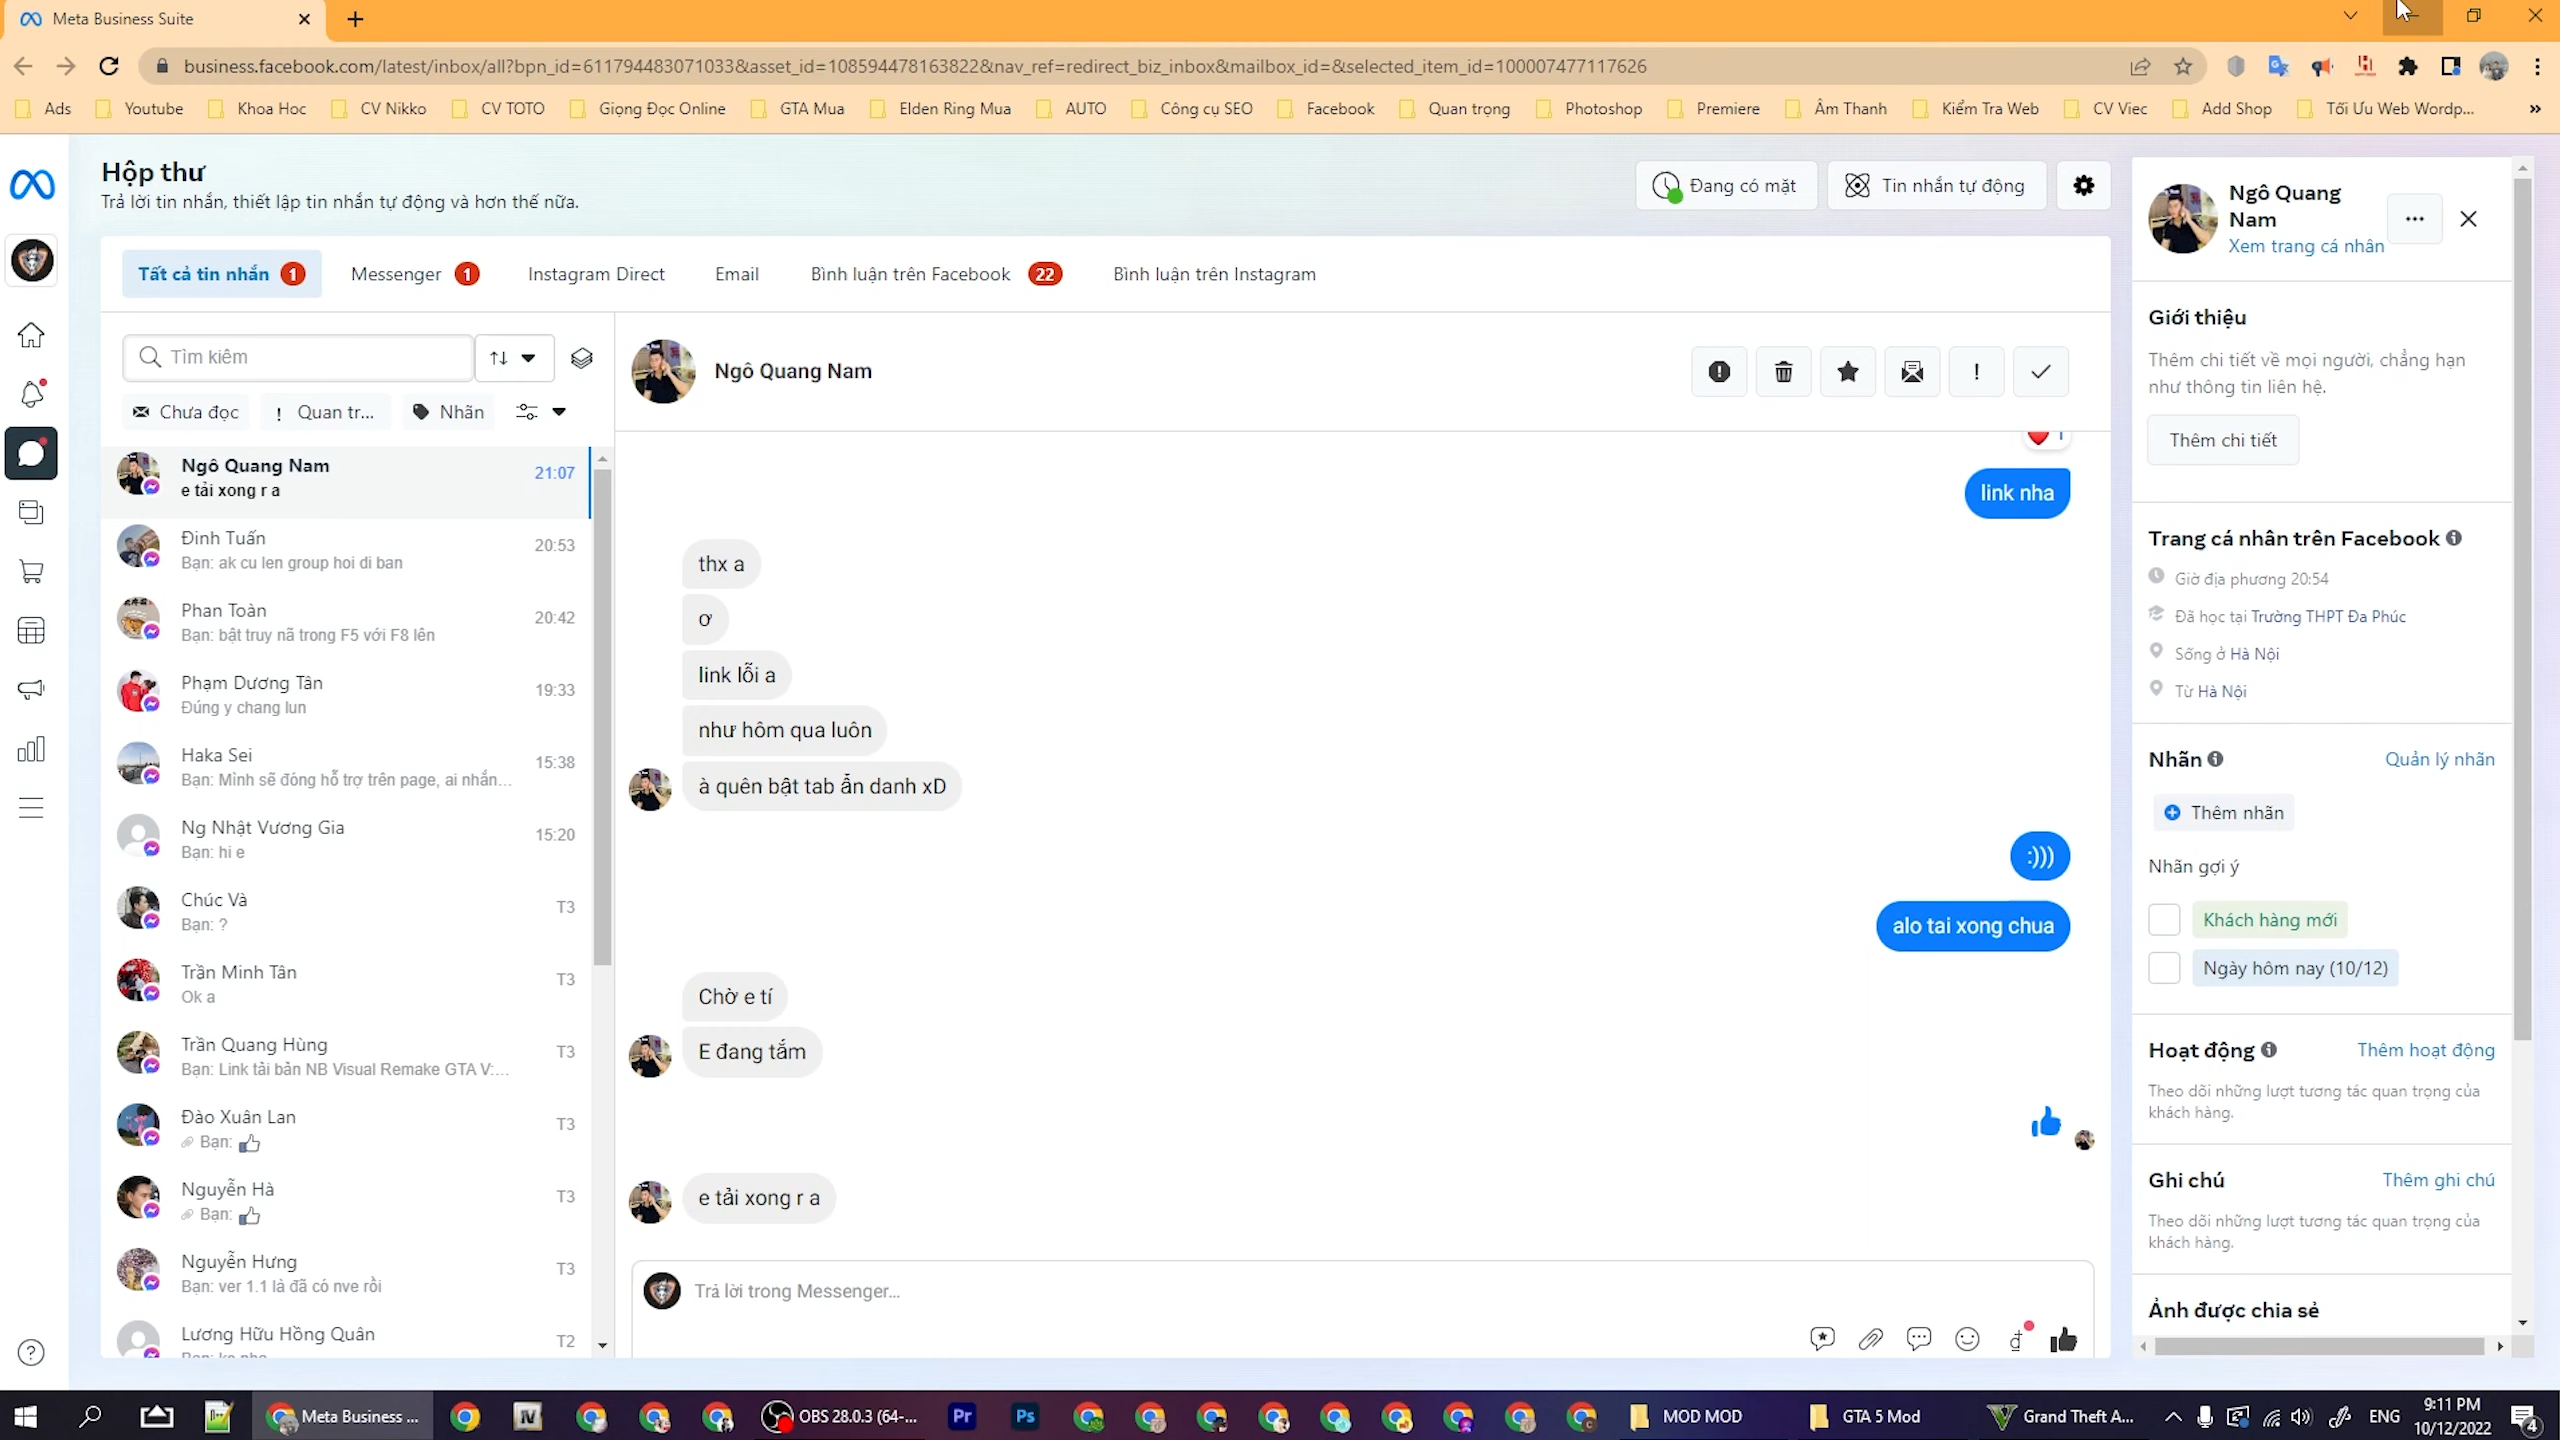 Meta Business Suite
business.facebook.com/latest/inbox/all?bpn_id=611794483071033&asset_id=108594478163822&nav_ref=redirect_biz_inbox&mailbox_id=&selected_item_id=100007477117626
Ads Youtube Khoa Hoc CV Nikko CV TOTO Giọng Đọc Online GTA Mua Elden Ring Mua AUTO Công cụ SEO Facebook Quan trọng Photoshop Premiere Âm Thanh Kiểm Tra Web CV Viec Add Shop Tối Ưu Web Wordp... »
Hộp thư
Trả lời tin nhắn, thiết lập tin nhắn tự động và hơn thế nữa.
Đang có mặt
Tin nhắn tự động
Tất cả tin nhắn 1
Messenger 1
Instagram Direct
Email
Bình luận trên Facebook 22
Bình luận trên Instagram
Tìm kiếm
Chưa đọc
! Quan tr...
Nhãn
Ngô Quang Nam 21:07
e tải xong r a
Đinh Tuấn 20:53
Bạn: ak cu len group hoi di ban
Phan Toàn 20:42
Bạn: bật truy nã trong F5 với F8 lên
Phạm Dương Tân 19:33
Đúng y chang lun
Haka Sei 15:38
Bạn: Mình sẽ đóng hỗ trợ trên page, ai nhắn...
Ng Nhật Vương Gia 15:20
Bạn: hi e
Chúc Và T3
Bạn: ?
Trần Minh Tân T3
Ok a
Trần Quang Hùng T3
Bạn: Link tải bản NB Visual Remake GTA V:...
Đào Xuân Lan T3
Bạn:
Nguyễn Hà T3
Bạn:
Nguyễn Hưng T3
Bạn: ver 1.1 là đã có nve rồi
Lương Hữu Hồng Quân T2
Ngô Quang Nam
1
link nha
thx a
ơ
link lỗi a
như hôm qua luôn
à quên bật tab ẩn danh xD
:)))
alo tai xong chua
Chờ e tí
E đang tắm
e tải xong r a
Trả lời trong Messenger...
Ngô Quang
Nam
Xem trang cá nhân
Giới thiệu
Thêm chi tiết về mọi người, chẳng hạn
như thông tin liên hệ.
Thêm chi tiết
Trang cá nhân trên Facebook
Giờ địa phương 20:54
Đã học tại Trường THPT Đa Phúc
Sống ở Hà Nội
Từ Hà Nội
Nhãn Quản lý nhãn
Thêm nhãn
Nhãn gợi ý
Khách hàng mới
Ngày hôm nay (10/12)
Hoạt động Thêm hoạt động
Theo dõi những lượt tương tác quan trọng của
khách hàng.
Ghi chú Thêm ghi chú
Theo dõi những lượt tương tác quan trọng của
khách hàng.
Ảnh được chia sẻ
Meta Business ...
OBS 28.0.3 (64-...
Pr
Ps
MOD MOD
GTA 5 Mod
Grand Theft A...
ENG
9:11 PM
10/12/2022
4